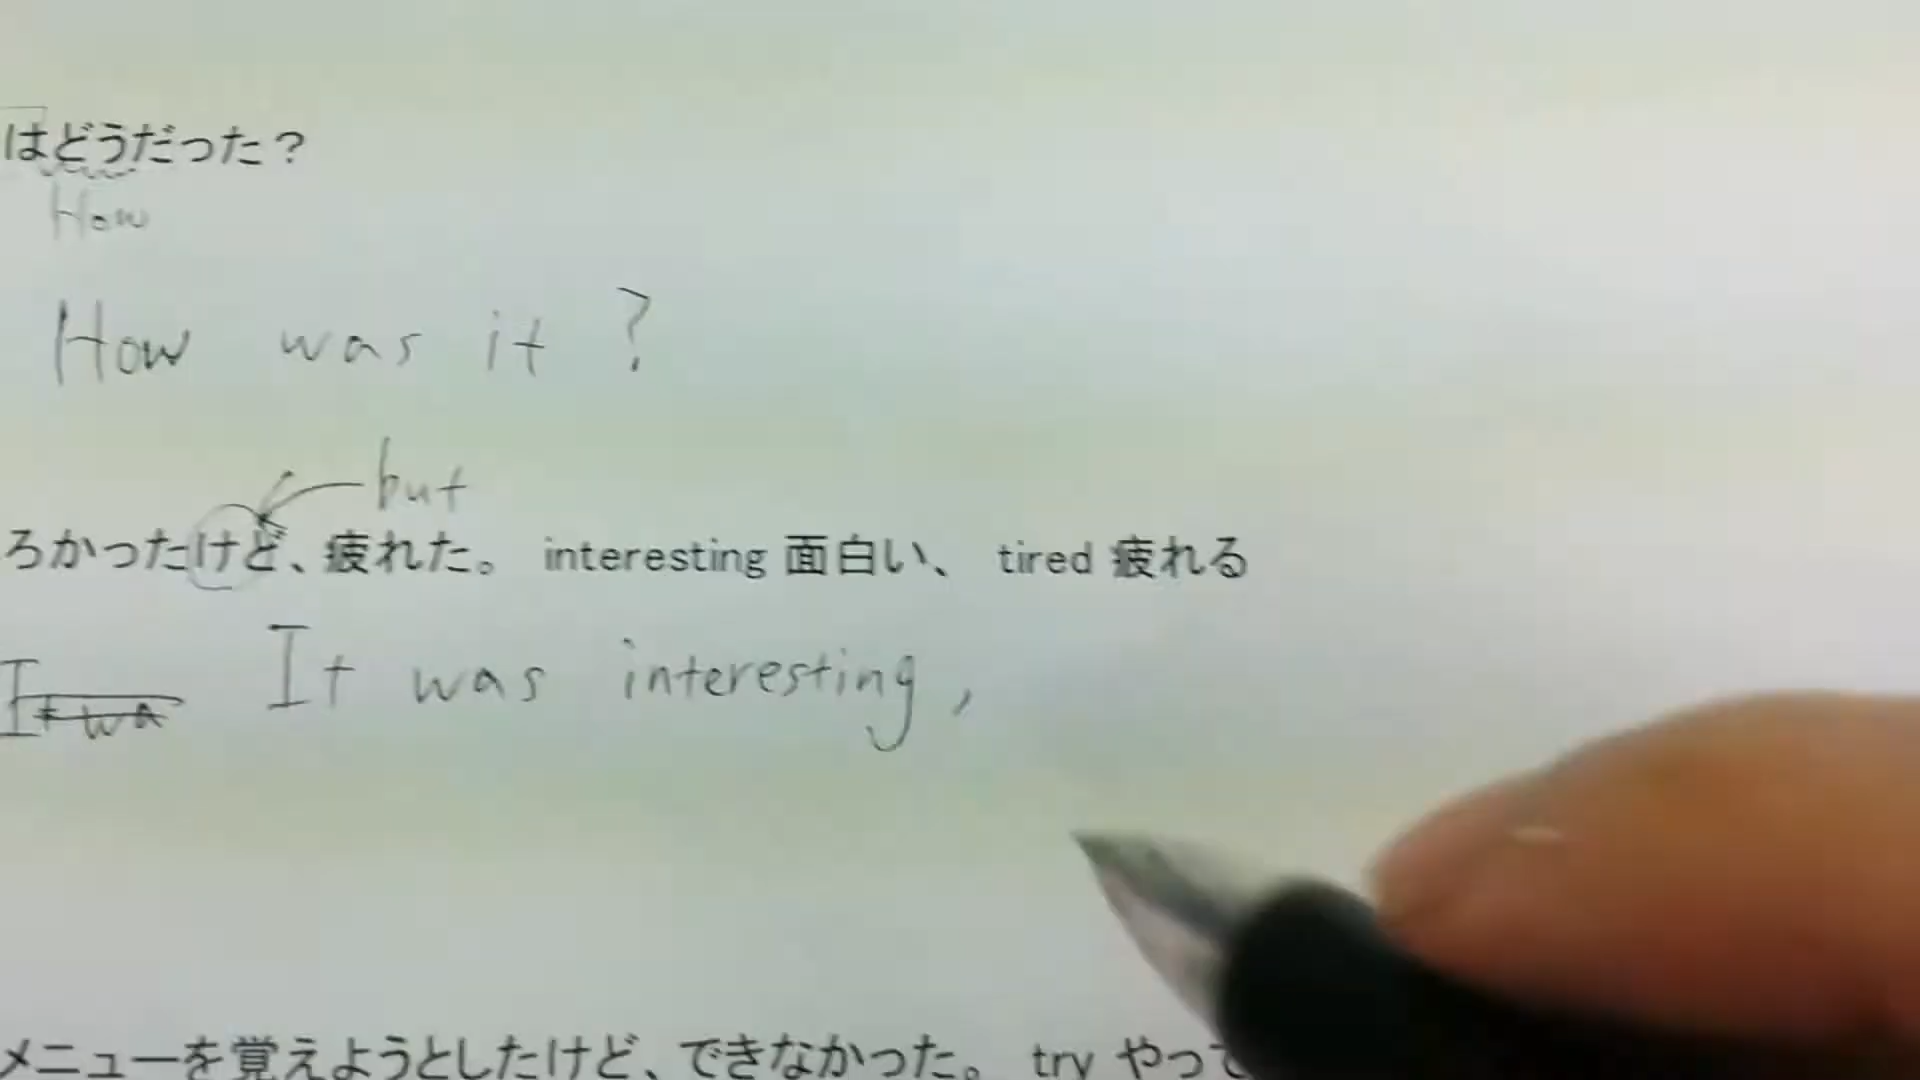 はどうだった？
How
How was it ?
but
ろかったけど、疲れた。 interesting 面白い、 tired 疲れる
It wa It was interesting,
メニューを覚えようとしたけど、できなかった。 try やって